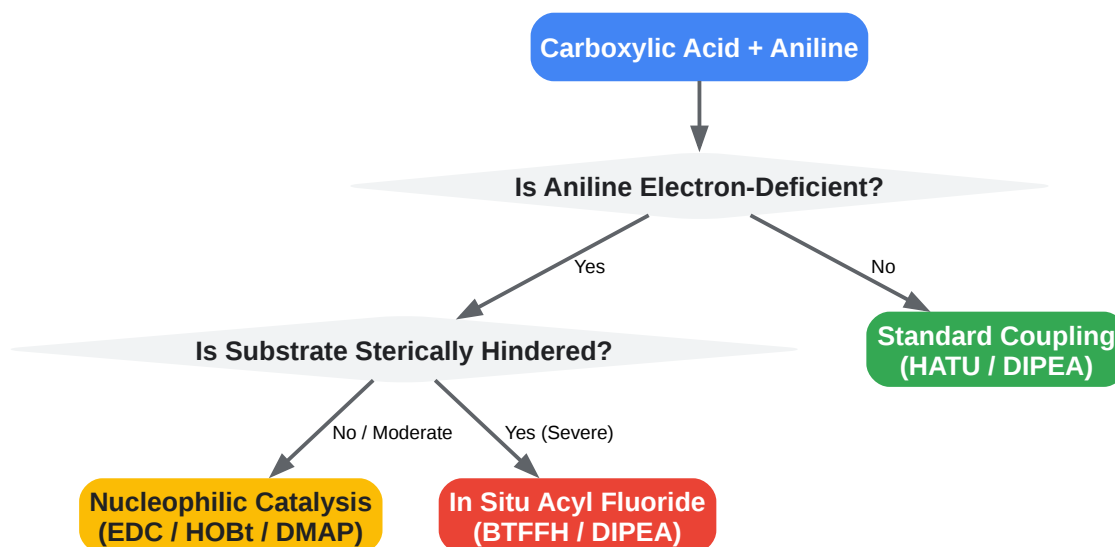 Carboxylic Acid + Aniline
Is Aniline Electron-Deficient?
Yes
No
Standard Coupling
(HATU / DIPEA)
Is Substrate Sterically Hindered?
No / Moderate
Yes (Severe)
Nucleophilic Catalysis
(EDC / HOBt / DMAP)
In Situ Acyl Fluoride
(BTFFH / DIPEA)